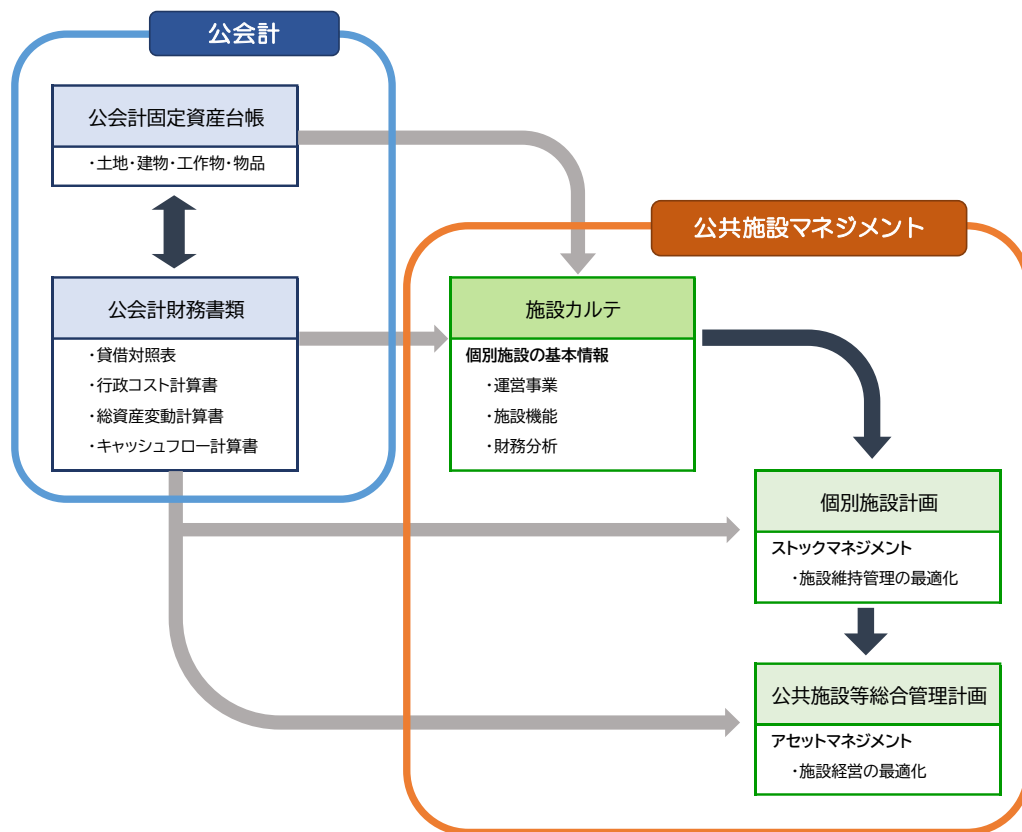 公会計
公会計固定資産台帳
・土地・建物・工作物・物品
公会計財務書類
・貸借対照表
・行政コスト計算書
・総資産変動計算書
・キャッシュフロー計算書
公共施設マネジメント
施設カルテ
個別施設の基本情報
・運営事業
・施設機能
・財務分析
個別施設計画
ストックマネジメント
・施設維持管理の最適化
公共施設等総合管理計画
アセットマネジメント
・施設経営の最適化